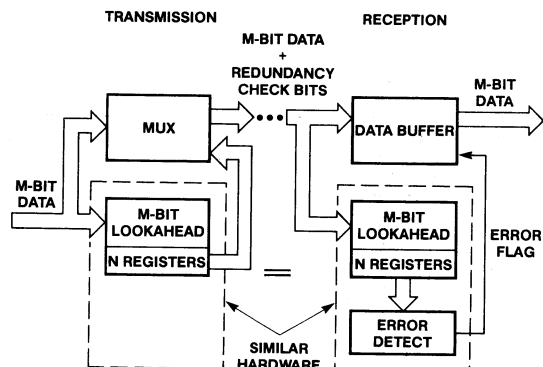 TRANSMISSION
RECEPTION
M-BIT DATA
+
REDUNDANCY
CHECK BITS
M-BIT
DATA
MUX
DATA BUFFER
M-BIT
DATA
M-BIT
LOOKAHEAD
N REGISTERS
M-BIT
LOOKAHEAD
N REGISTERS
ERROR
FLAG
ERROR
DETECT
SIMILAR
HARDWARE